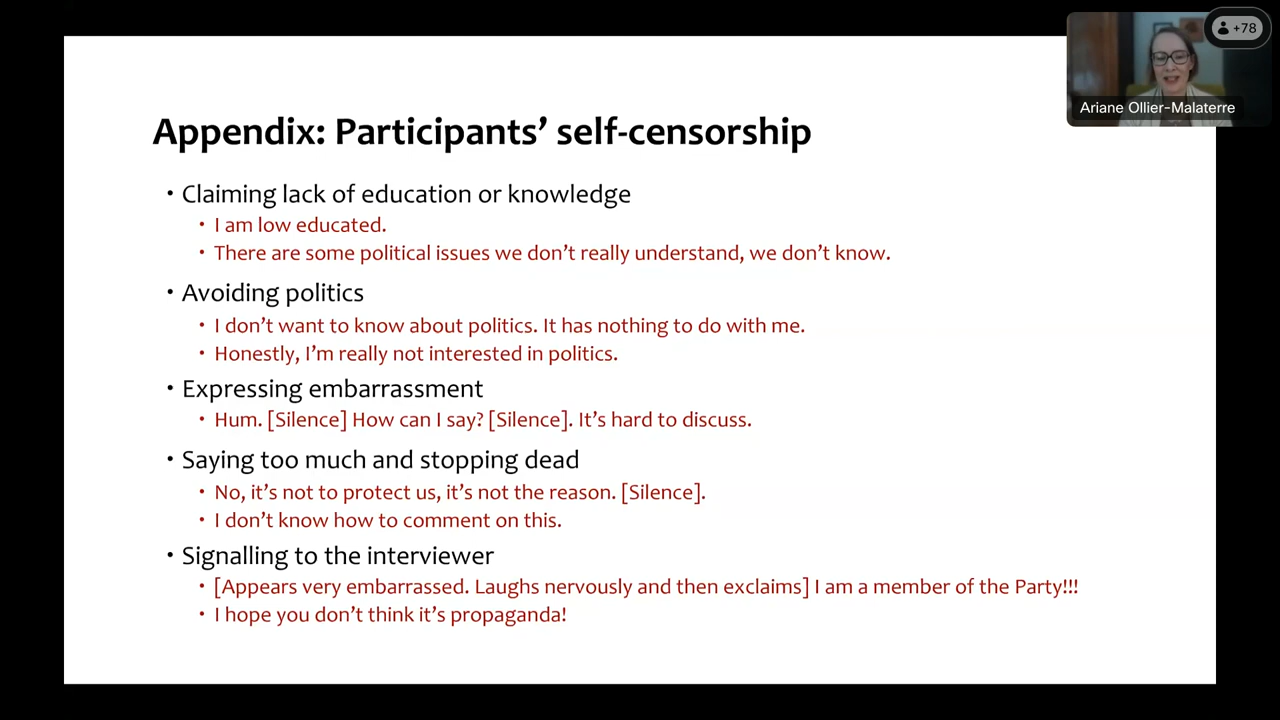 +78
Ariane Ollier-Malaterre
Appendix: Participants’ self-censorship
• Claiming lack of education or knowledge
• I am low educated.
• There are some political issues we don’t really understand, we don’t know.
• Avoiding politics
• I don’t want to know about politics. It has nothing to do with me.
• Honestly, I’m really not interested in politics.
• Expressing embarrassment
• Hum. [Silence] How can I say? [Silence]. It’s hard to discuss.
• Saying too much and stopping dead
• No, it’s not to protect us, it’s not the reason. [Silence].
• I don’t know how to comment on this.
• Signalling to the interviewer
• [Appears very embarrassed. Laughs nervously and then exclaims] I am a member of the Party!!!
• I hope you don’t think it’s propaganda!